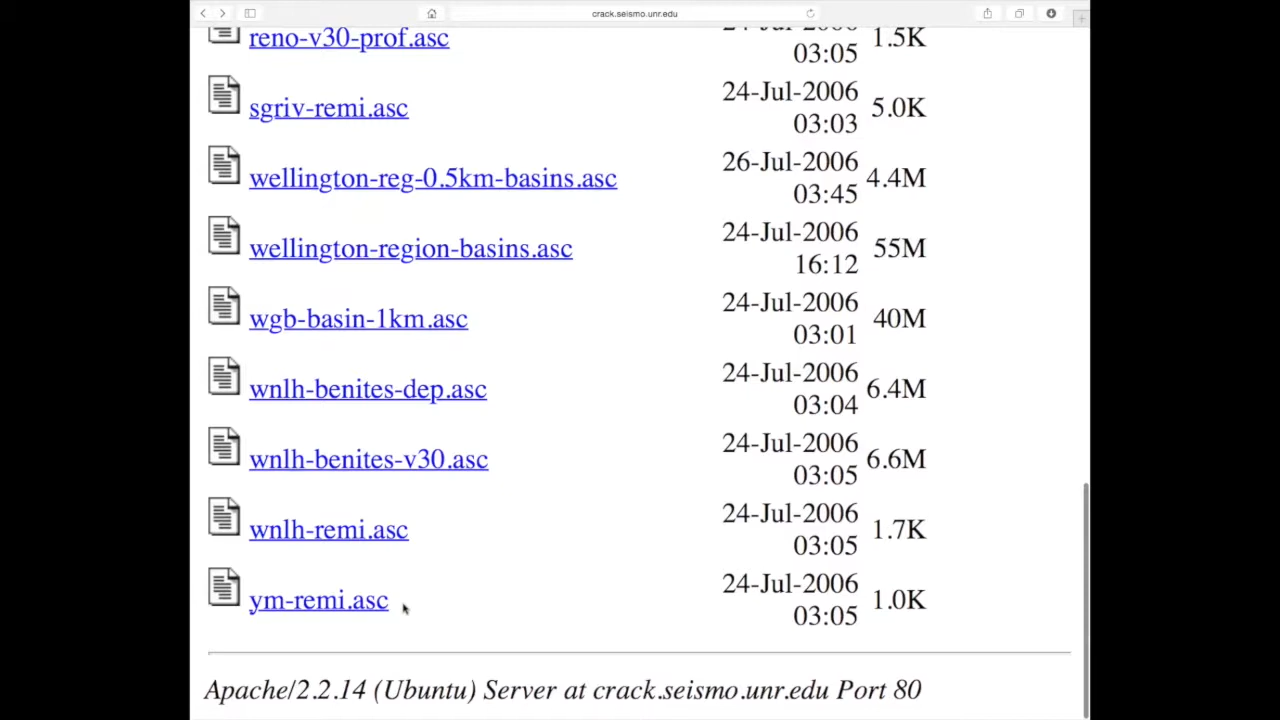 crack.seismo.unr.edu
reno-v30-prof.asc 03:05 1.5K
sgriv-remi.asc 24-Jul-2006 03:03 5.0K
wellington-reg-0.5km-basins.asc 26-Jul-2006 03:45 4.4M
wellington-region-basins.asc 24-Jul-2006 16:12 55M
wgb-basin-1km.asc 24-Jul-2006 03:01 40M
wnlh-benites-dep.asc 24-Jul-2006 03:04 6.4M
wnlh-benites-v30.asc 24-Jul-2006 03:05 6.6M
wnlh-remi.asc 24-Jul-2006 03:05 1.7K
ym-remi.asc 24-Jul-2006 03:05 1.0K
Apache/2.2.14 (Ubuntu) Server at crack.seismo.unr.edu Port 80